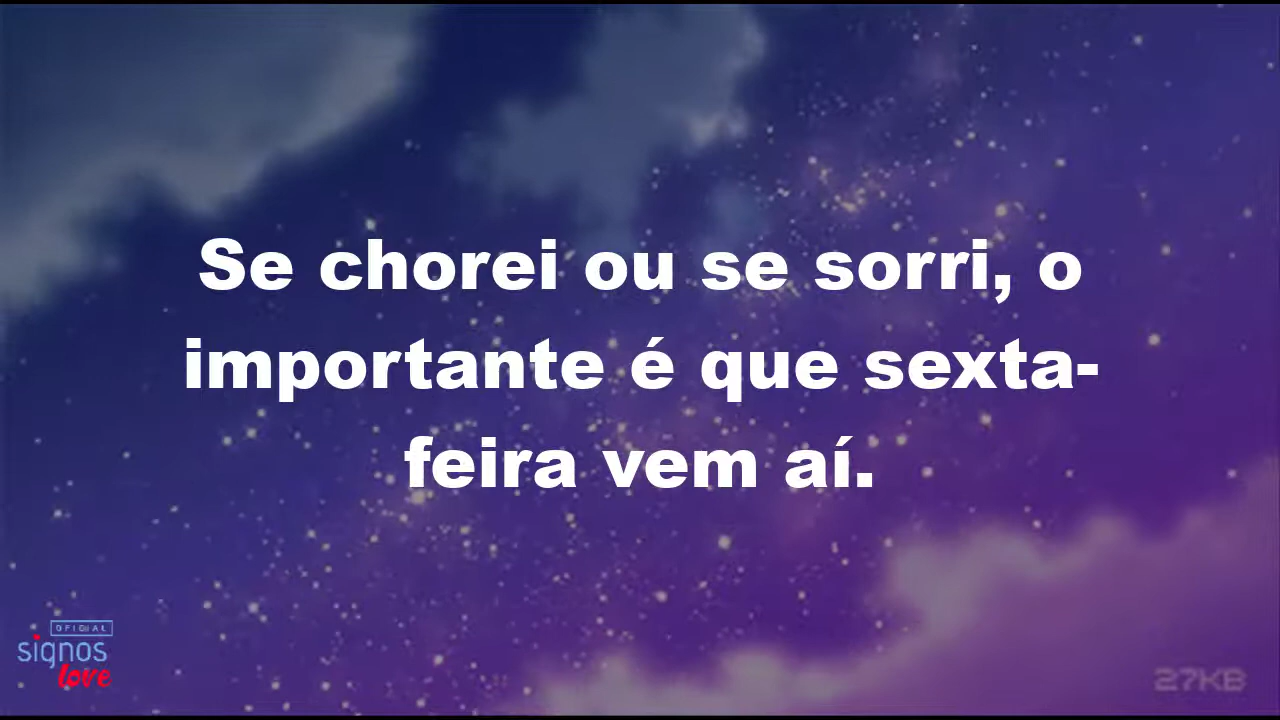 Se chorei ou se sorri, o
importante é que sexta-
feira vem aí.
OFICIAL
signos
love
27KB